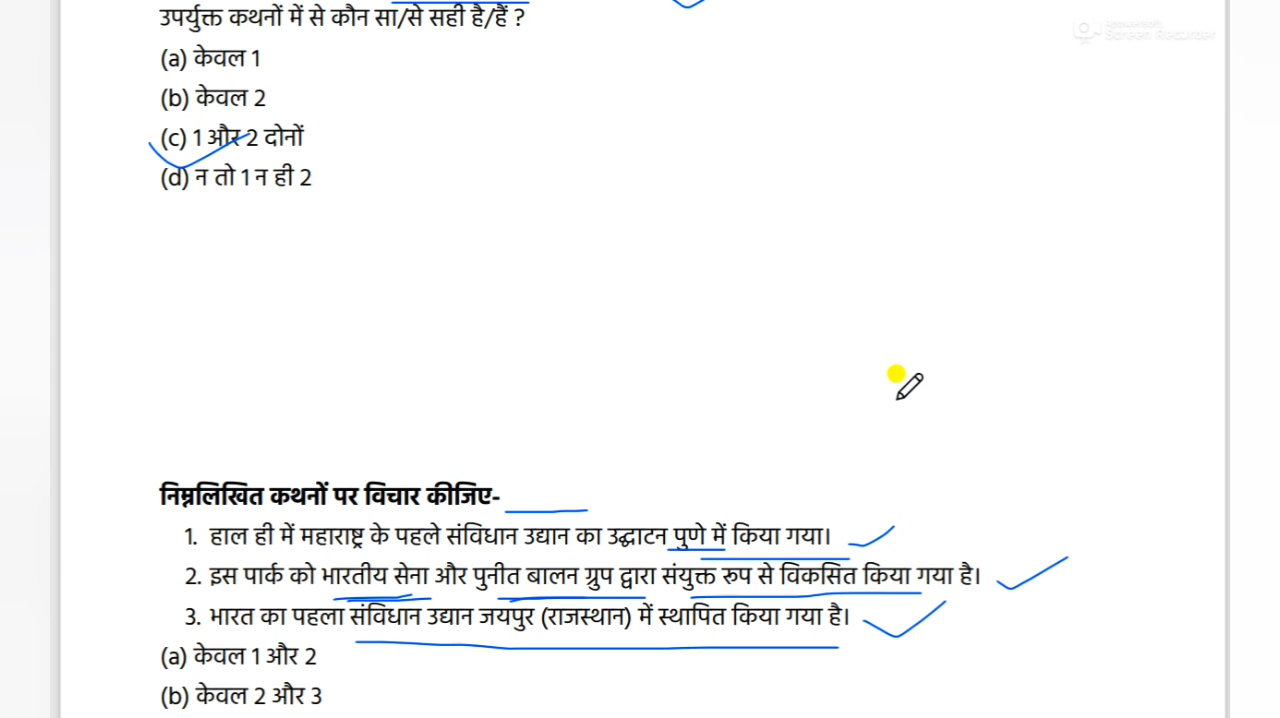 उपर्युक्त कथनों में से कौन सा/से सही है/हैं ?
Screen Recorder
(a) केवल 1
(b) केवल 2
(c) 1 और 2 दोनों
(d) न तो 1 न ही 2
निम्नलिखित कथनों पर विचार कीजिए-
1. हाल ही में महाराष्ट्र के पहले संविधान उद्यान का उद्घाटन पुणे में किया गया।
2. इस पार्क को भारतीय सेना और पुनीत बालन ग्रुप द्वारा संयुक्त रूप से विकसित किया गया है।
3. भारत का पहला संविधान उद्यान जयपुर (राजस्थान) में स्थापित किया गया है।
(a) केवल 1 और 2
(b) केवल 2 और 3